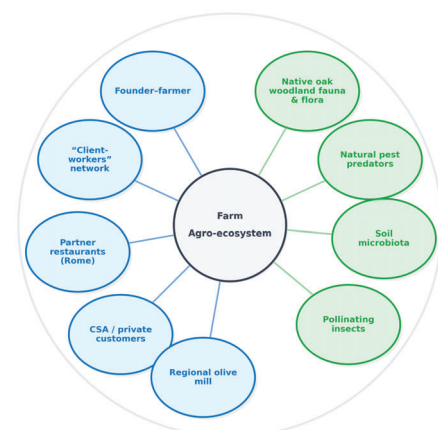 Founder–farmer
Native oak
woodland fauna
& flora
“Client-
workers”
network
Natural pest
predators
Farm
Agro-ecosystem
Partner
restaurants
(Rome)
Soil
microbiota
CSA / private
customers
Pollinating
insects
Regional olive
mill